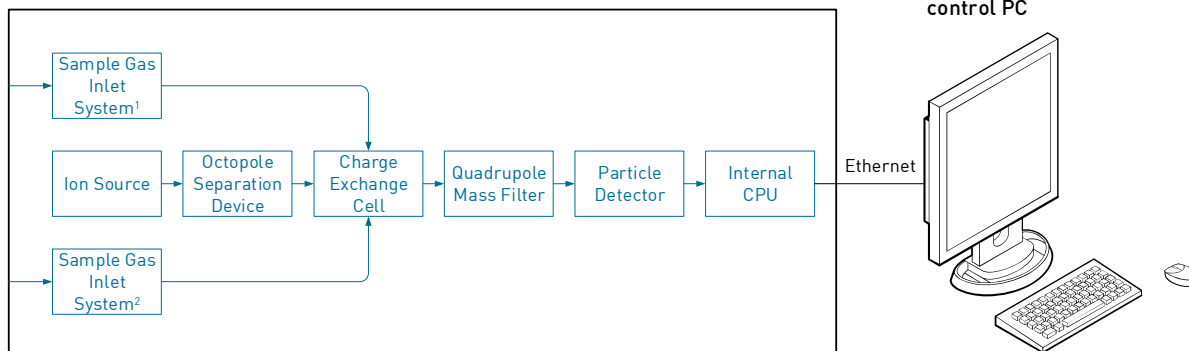 control PC
Sample Gas
Inlet
System¹
Ion Source
Octopole
Separation
Device
Charge
Exchange
Cell
Quadrupole
Mass Filter
Particle
Detector
Internal
CPU
Ethernet
Sample Gas
Inlet
System²